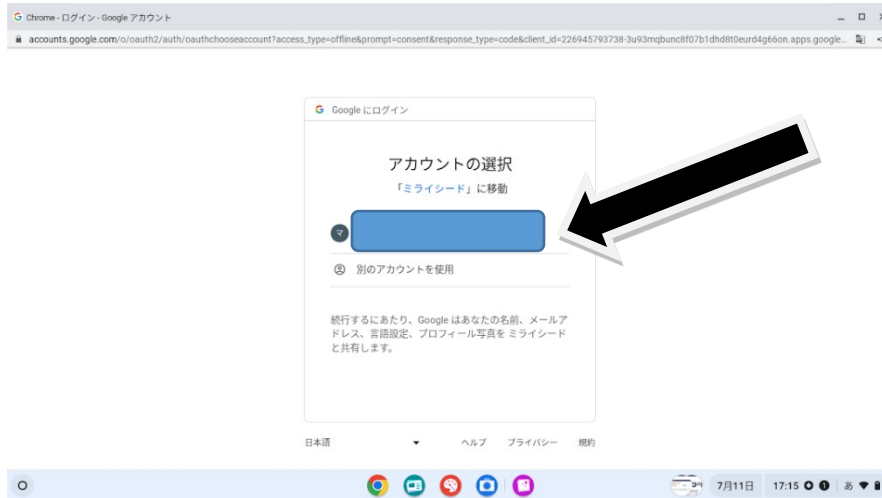 Chrome - ログイン - Google アカウント
accounts.google.com/o/oauth2/auth/oauthchooseaccount?access_type=offline&prompt=consent&response_type=code&client_id=226945793738-3u93mqbunc8f07b1dhd8t0eurd4g66on.apps.google...
Google にログイン
アカウントの選択
「ミライシード」に移動
マ
別のアカウントを使用
続行するにあたり、Google はあなたの名前、メールア
ドレス、言語設定、プロフィール写真を ミライシード
と共有します。
日本語
ヘルプ プライバシー 規約
7月11日 17:15 あ